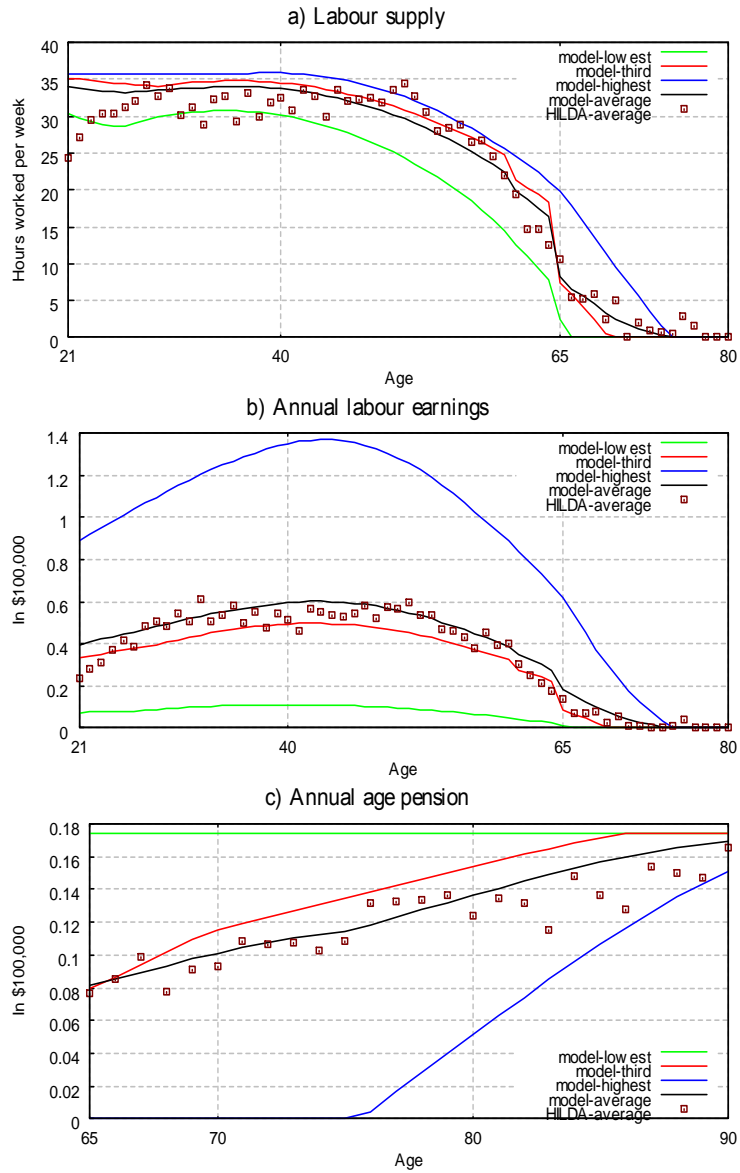 a) Labour supply
40
35
30
25
20
15
10
5
0
Hours worked per week
model-low est
model-third
model-highest
model-average
HILDA-average
21
40
65
80
Age
b) Annual labour earnings
1.4
1.2
1
0.8
0.6
0.4
0.2
0
In $100,000
model-low est
model-third
model-highest
model-average
HILDA-average
21
40
65
80
Age
c) Annual age pension
0.18
0.16
0.14
0.12
0.1
0.08
0.06
0.04
0.02
0
In $100,000
model-low est
model-third
model-highest
model-average
HILDA-average
65
70
80
90
Age